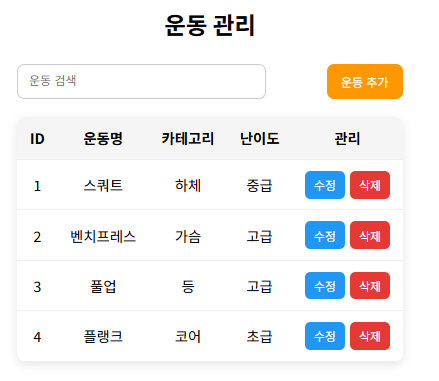 운동 관리
운동 검색 운동 추가
ID 운동명 카테고리 난이도 관리
1 스쿼트 하체 중급 수정 삭제
2 벤치프레스 가슴 고급 수정 삭제
3 풀업 등 고급 수정 삭제
4 플랭크 코어 초급 수정 삭제